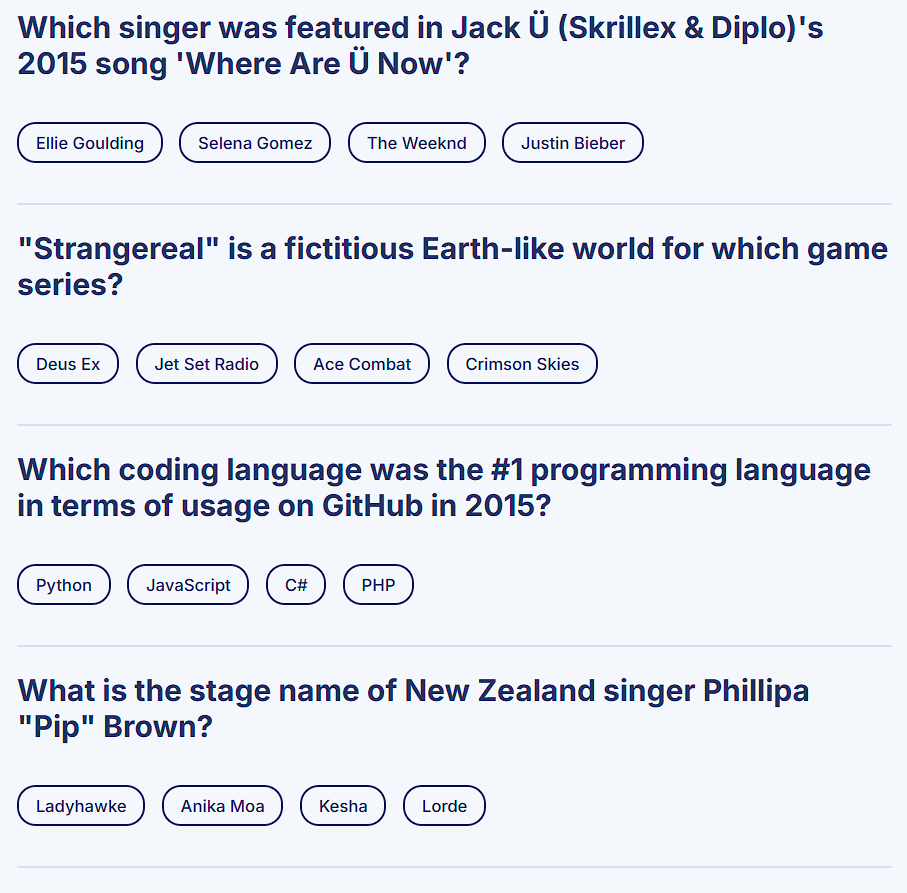 Which singer was featured in Jack Ü (Skrillex & Diplo)'s
2015 song 'Where Are Ü Now'?
Ellie Goulding
Selena Gomez
The Weeknd
Justin Bieber
"Strangereal" is a fictitious Earth-like world for which game
series?
Deus Ex
Jet Set Radio
Ace Combat
Crimson Skies
Which coding language was the #1 programming language
in terms of usage on GitHub in 2015?
Python
JavaScript
C#
PHP
What is the stage name of New Zealand singer Phillipa
"Pip" Brown?
Ladyhawke
Anika Moa
Kesha
Lorde